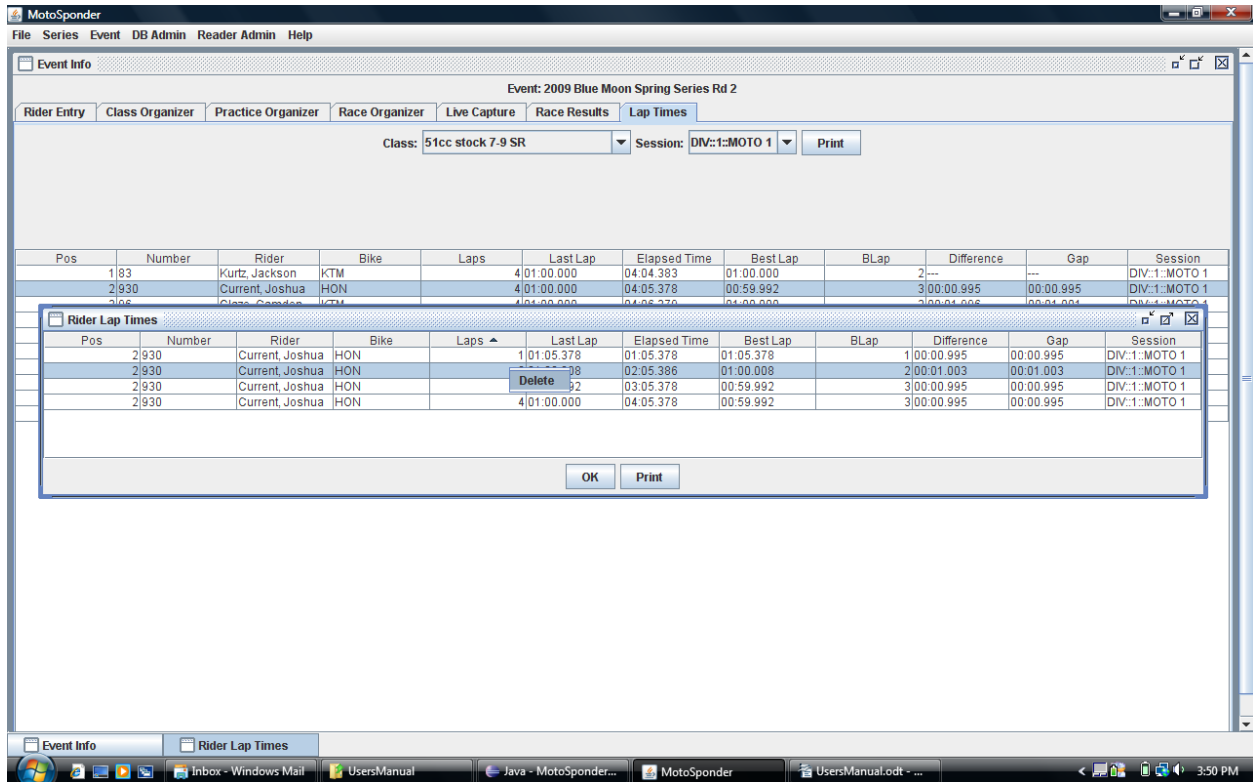 MotoSponder
File Series Event DB Admin Reader Admin Help
Event Info
Event: 2009 Blue Moon Spring Series Rd 2
Rider Entry Class Organizer Practice Organizer Race Organizer Live Capture Race Results Lap Times
Class: 51cc stock 7-9 SR Session: DIV::1::MOTO 1 Print
Pos Number Rider Bike Laps Last Lap Elapsed Time Best Lap BLap Difference Gap Session
1 83 Kurtz, Jackson KTM 4 01:00.000 04:04.383 01:00.000 2 --- --- DIV::1::MOTO 1
2 930 Current, Joshua HON 4 01:00.000 04:05.378 00:59.992 3 00:00.995 00:00.995 DIV::1::MOTO 1
Rider Lap Times
Pos Number Rider Bike Laps Last Lap Elapsed Time Best Lap BLap Difference Gap Session
2 930 Current, Joshua HON 1 01:05.378 01:05.378 01:05.378 1 00:00.995 00:00.995 DIV::1::MOTO 1
2 930 Current, Joshua HON 02:05.386 01:00.008 2 00:01.003 00:01.003 DIV::1::MOTO 1
Delete
2 930 Current, Joshua HON 03:05.378 00:59.992 3 00:00.995 00:00.995 DIV::1::MOTO 1
2 930 Current, Joshua HON 4 01:00.000 04:05.378 00:59.992 3 00:00.995 00:00.995 DIV::1::MOTO 1
OK Print
Event Info Rider Lap Times
Inbox - Windows Mail UsersManual Java - MotoSponder... MotoSponder UsersManual.odt - ... 3:50 PM